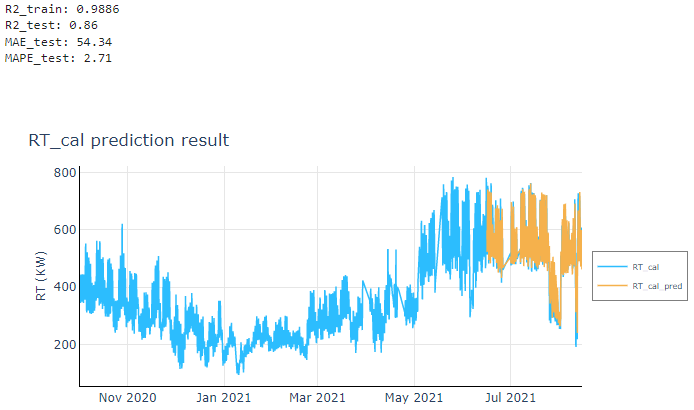 R2_train: 0.9886
R2_test: 0.86
MAE_test: 54.34
MAPE_test: 2.71
RT_cal prediction result
800
600
400
200
RT (KW)
Nov 2020
Jan 2021
Mar 2021
May 2021
Jul 2021
RT_cal
RT_cal_pred